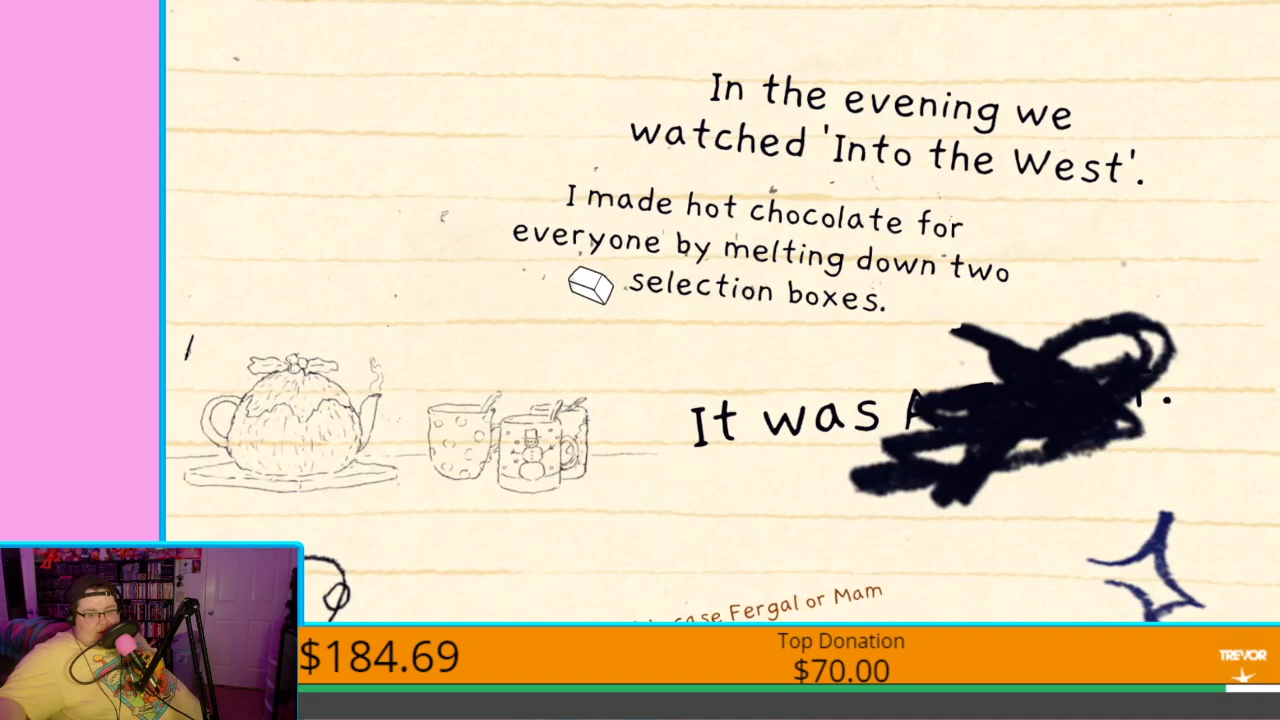 In the evening we
watched 'Into the West'.
I made hot chocolate for
everyone by melting down two
selection boxes.
It was
case Fergal or Mam
$184.69
Top Donation
$70.00
TREVOR